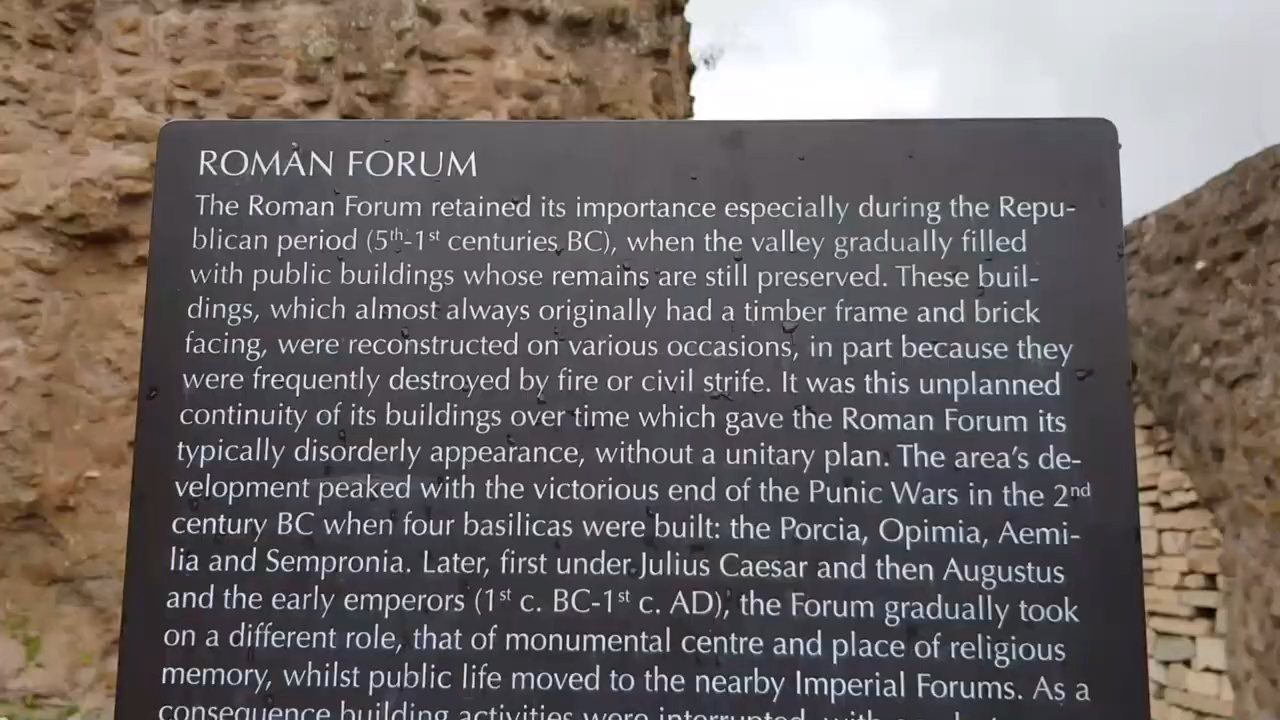 ROMAN FORUM
The Roman Forum retained its importance especially during the Repu-
blican period (5th-1st centuries BC), when the valley gradually filled
with public buildings whose remains are still preserved. These buil-
dings, which almost always originally had a timber frame and brick
facing, were reconstructed on various occasions, in part because they
were frequently destroyed by fire or civil strife. It was this unplanned
continuity of its buildings over time which gave the Roman Forum its
typically disorderly appearance, without a unitary plan. The area's de-
velopment peaked with the victorious end of the Punic Wars in the 2nd
century BC when four basilicas were built: the Porcia, Opimia, Aemi-
lia and Sempronia. Later, first under Julius Caesar and then Augustus
and the early emperors (1st c. BC-1st c. AD), the Forum gradually took
on a different role, that of monumental centre and place of religious
memory, whilst public life moved to the nearby Imperial Forums. As a
consequence building activities were interrupted, with